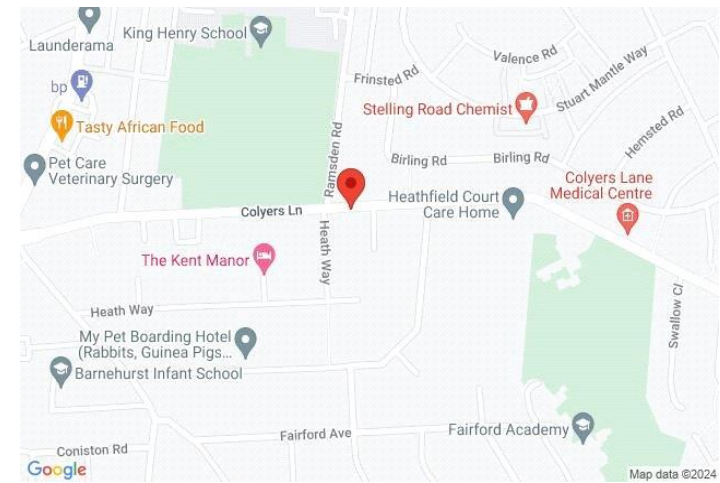 Launderama
King Henry School
Valence Rd
Frinsted Rd
Stuart Mantle Way
bp
Stelling Road Chemist
Tasty African Food
Hemsted Rd
Ramsden Rd
Birling Rd
Birling Rd
Pet Care
Veterinary Surgery
Colyers Lane
Medical Centre
Heathfield Court
Care Home
Colyers Ln
Heath Way
The Kent Manor
Swallow Cl
Heath Way
My Pet Boarding Hotel
(Rabbits, Guinea Pigs...
Barnehurst Infant School
Fairford Ave
Fairford Academy
Coniston Rd
Google
Map data ©2024